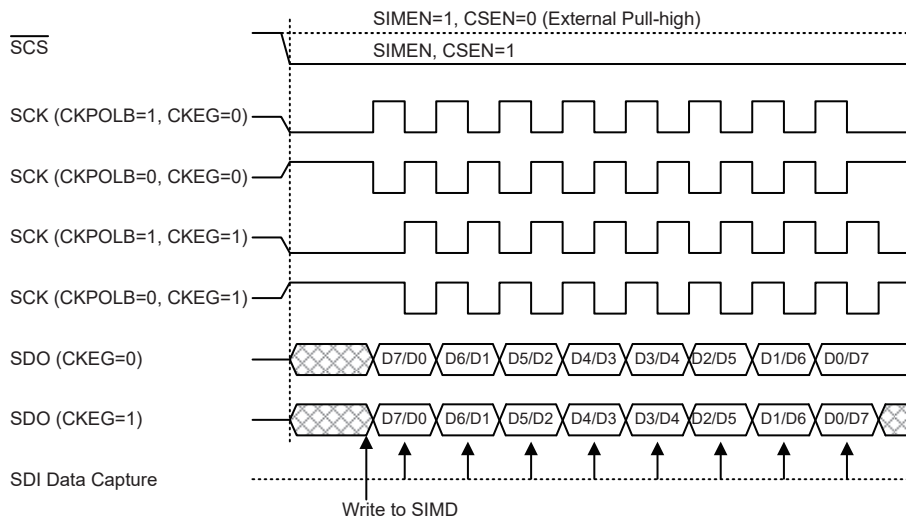 SIMEN=1, CSEN=0 (External Pull-high)
SCS
SIMEN, CSEN=1
SCK (CKPOLB=1, CKEG=0)
SCK (CKPOLB=0, CKEG=0)
SCK (CKPOLB=1, CKEG=1)
SCK (CKPOLB=0, CKEG=1)
SDO (CKEG=0) D7/D0 D6/D1 D5/D2 D4/D3 D3/D4 D2/D5 D1/D6 D0/D7
SDO (CKEG=1) D7/D0 D6/D1 D5/D2 D4/D3 D3/D4 D2/D5 D1/D6 D0/D7
SDI Data Capture
Write to SIMD